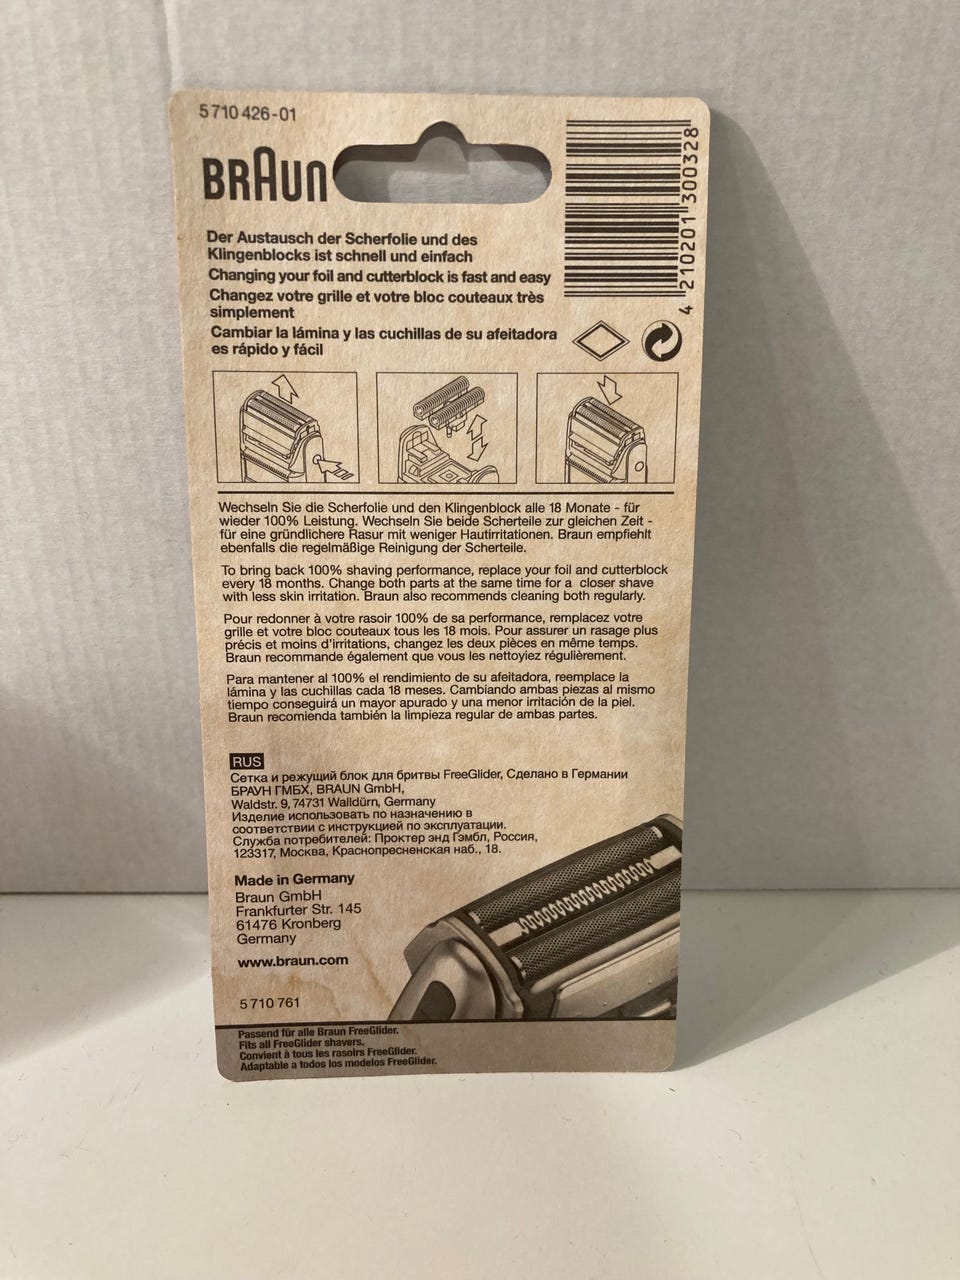 5 710 426-01
BRAUN
4 210201 300328
Der Austausch der Scherfolie und des
Klingenblocks ist schnell und einfach
Changing your foil and cutterblock is fast and easy
Changez votre grille et votre bloc couteaux très
simplement
Cambiar la lámina y las cuchillas de su afeitadora
es rápido y fácil
Wechseln Sie die Scherfolie und den Klingenblock alle 18 Monate - für
wieder 100% Leistung. Wechseln Sie beide Scherteile zur gleichen Zeit -
für eine gründlichere Rasur mit weniger Hautirritationen. Braun empfiehlt
ebenfalls die regelmäßige Reinigung der Scherteile.
To bring back 100% shaving performance, replace your foil and cutterblock
every 18 months. Change both parts at the same time for a closer shave
with less skin irritation. Braun also recommends cleaning both regularly.
Pour redonner à votre rasoir 100% de sa performance, remplacez votre
grille et votre bloc couteaux tous les 18 mois. Pour assurer un rasage plus
précis et moins d'irritations, changez les deux pièces en même temps.
Braun recommande également que vous les nettoyiez régulièrement.
Para mantener al 100% el rendimiento de su afeitadora, reemplace la
lámina y las cuchillas cada 18 meses. Cambiando ambas piezas al mismo
tiempo conseguirá un mayor apurado y una menor irritación de la piel.
Braun recomienda también la limpieza regular de ambas partes.
RUS
Сетка и режущий блок для бритвы FreeGlider, Сделано в Германии
БРАУН ГМБХ, BRAUN GmbH,
Waldstr. 9, 74731 Walldürn, Germany
Изделие использовать по назначению в
соответствии с инструкцией по эксплуатации.
Служба потребителей: Проктер энд Гэмбл, Россия,
123317, Москва, Краснопресненская наб., 18.
Made in Germany
Braun GmbH
Frankfurter Str. 145
61476 Kronberg
Germany
www.braun.com
5 710 761
Passend für alle Braun FreeGlider.
Fits all FreeGlider shavers.
Convient à tous les rasoirs FreeGlider.
Adaptable a todos los modelos FreeGlider.